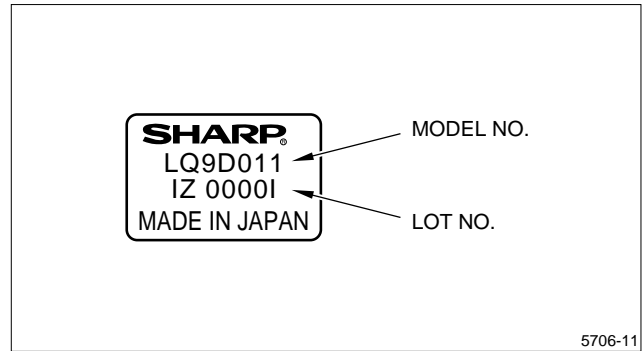 SHARP®
LQ9D011
IZ 0000I
MADE IN JAPAN
MODEL NO.
LOT NO.
5706-11